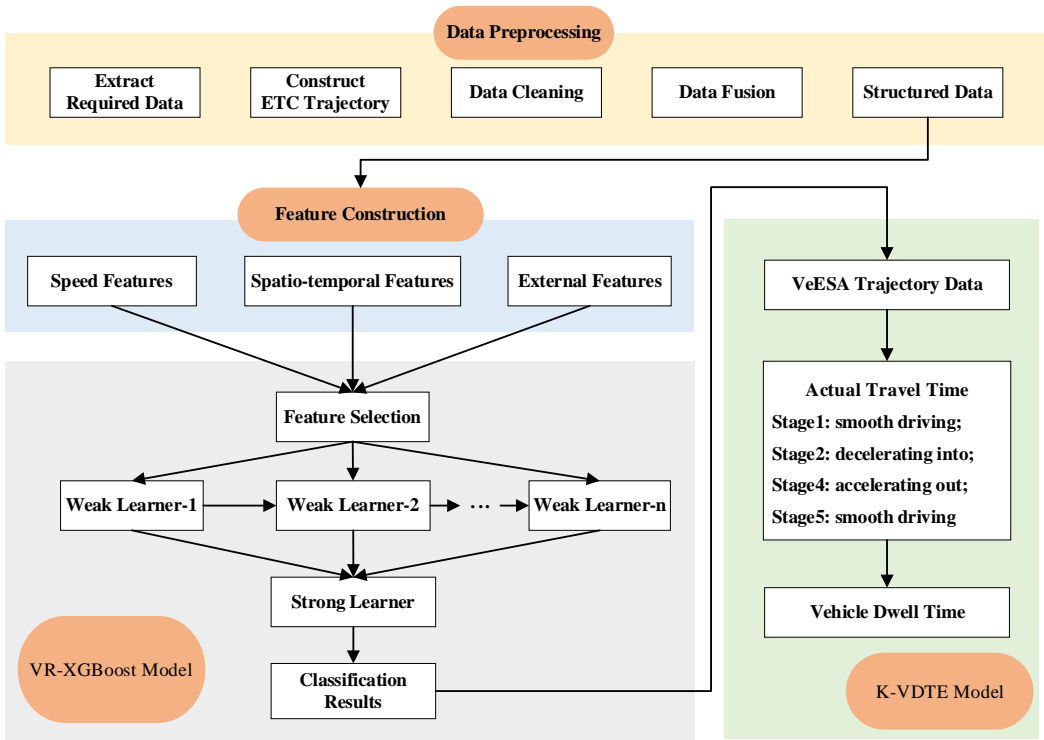 Data Preprocessing
Extract
Required Data
Construct
ETC Trajectory
Data Cleaning
Data Fusion
Structured Data
Feature Construction
Speed Features
Spatio-temporal Features
External Features
Feature Selection
Weak Learner-1
Weak Learner-2
...
Weak Learner-n
Strong Learner
Classification
Results
VR-XGBoost Model
VeESA Trajectory Data
Actual Travel Time
Stage1: smooth driving;
Stage2: decelerating into;
Stage4: accelerating out;
Stage5: smooth driving
Vehicle Dwell Time
K-VDTE Model